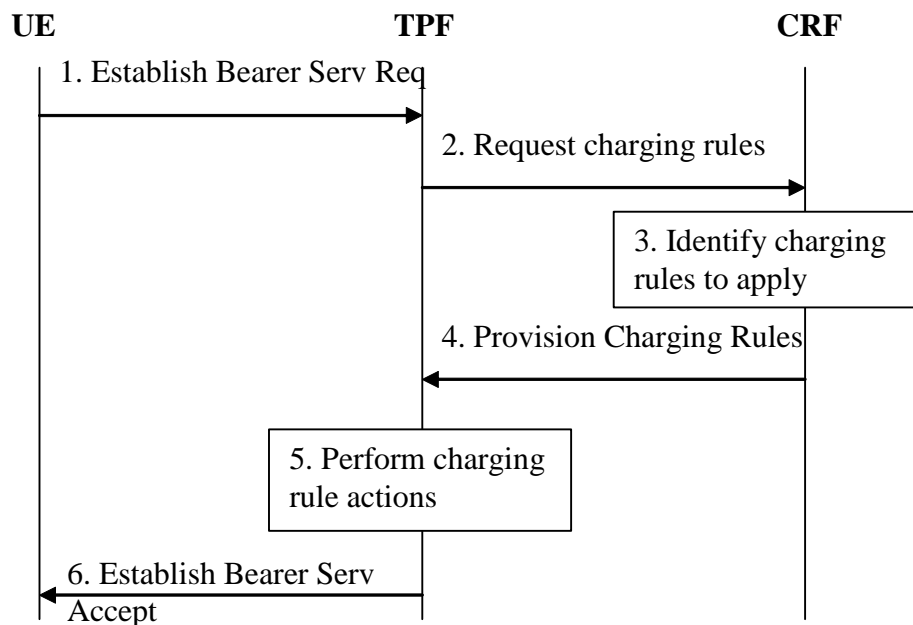 UE
TPF
CRF
1. Establish Bearer Serv Req
2. Request charging rules
3. Identify charging
rules to apply
4. Provision Charging Rules
5. Perform charging
rule actions
6. Establish Bearer Serv
Accept